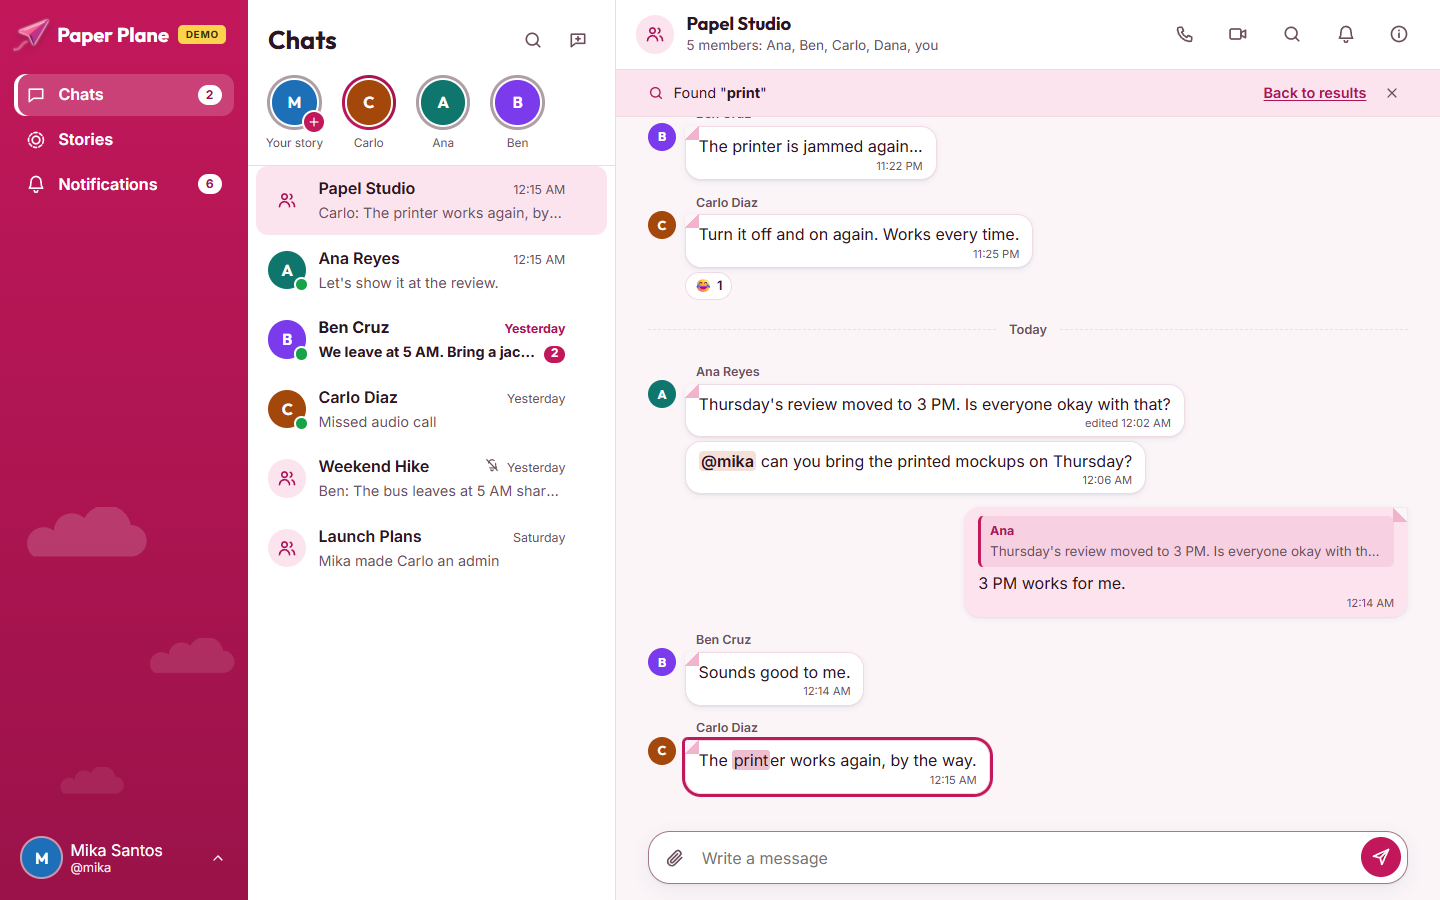 Paper Plane DEMO
Chats 2
Stories
Notifications 6
M Mika Santos
@mika
Chats
M C A B
Your story Carlo Ana Ben
Papel Studio 12:15 AM
Carlo: The printer works again, by...
A Ana Reyes 12:15 AM
Let's show it at the review.
B Ben Cruz Yesterday
We leave at 5 AM. Bring a jac... 2
C Carlo Diaz Yesterday
Missed audio call
Weekend Hike Yesterday
Ben: The bus leaves at 5 AM shar...
Launch Plans Saturday
Mika made Carlo an admin
Papel Studio
5 members: Ana, Ben, Carlo, Dana, you
Found "print" Back to results
Ben Cruz
B The printer is jammed again...
11:22 PM
Carlo Diaz
C Turn it off and on again. Works every time.
11:25 PM
😂 1
Today
Ana Reyes
A Thursday's review moved to 3 PM. Is everyone okay with that?
edited 12:02 AM
@mika can you bring the printed mockups on Thursday?
12:06 AM
Ana
Thursday's review moved to 3 PM. Is everyone okay with th...
3 PM works for me.
12:14 AM
Ben Cruz
B Sounds good to me.
12:14 AM
Carlo Diaz
C The printer works again, by the way.
12:15 AM
Write a message